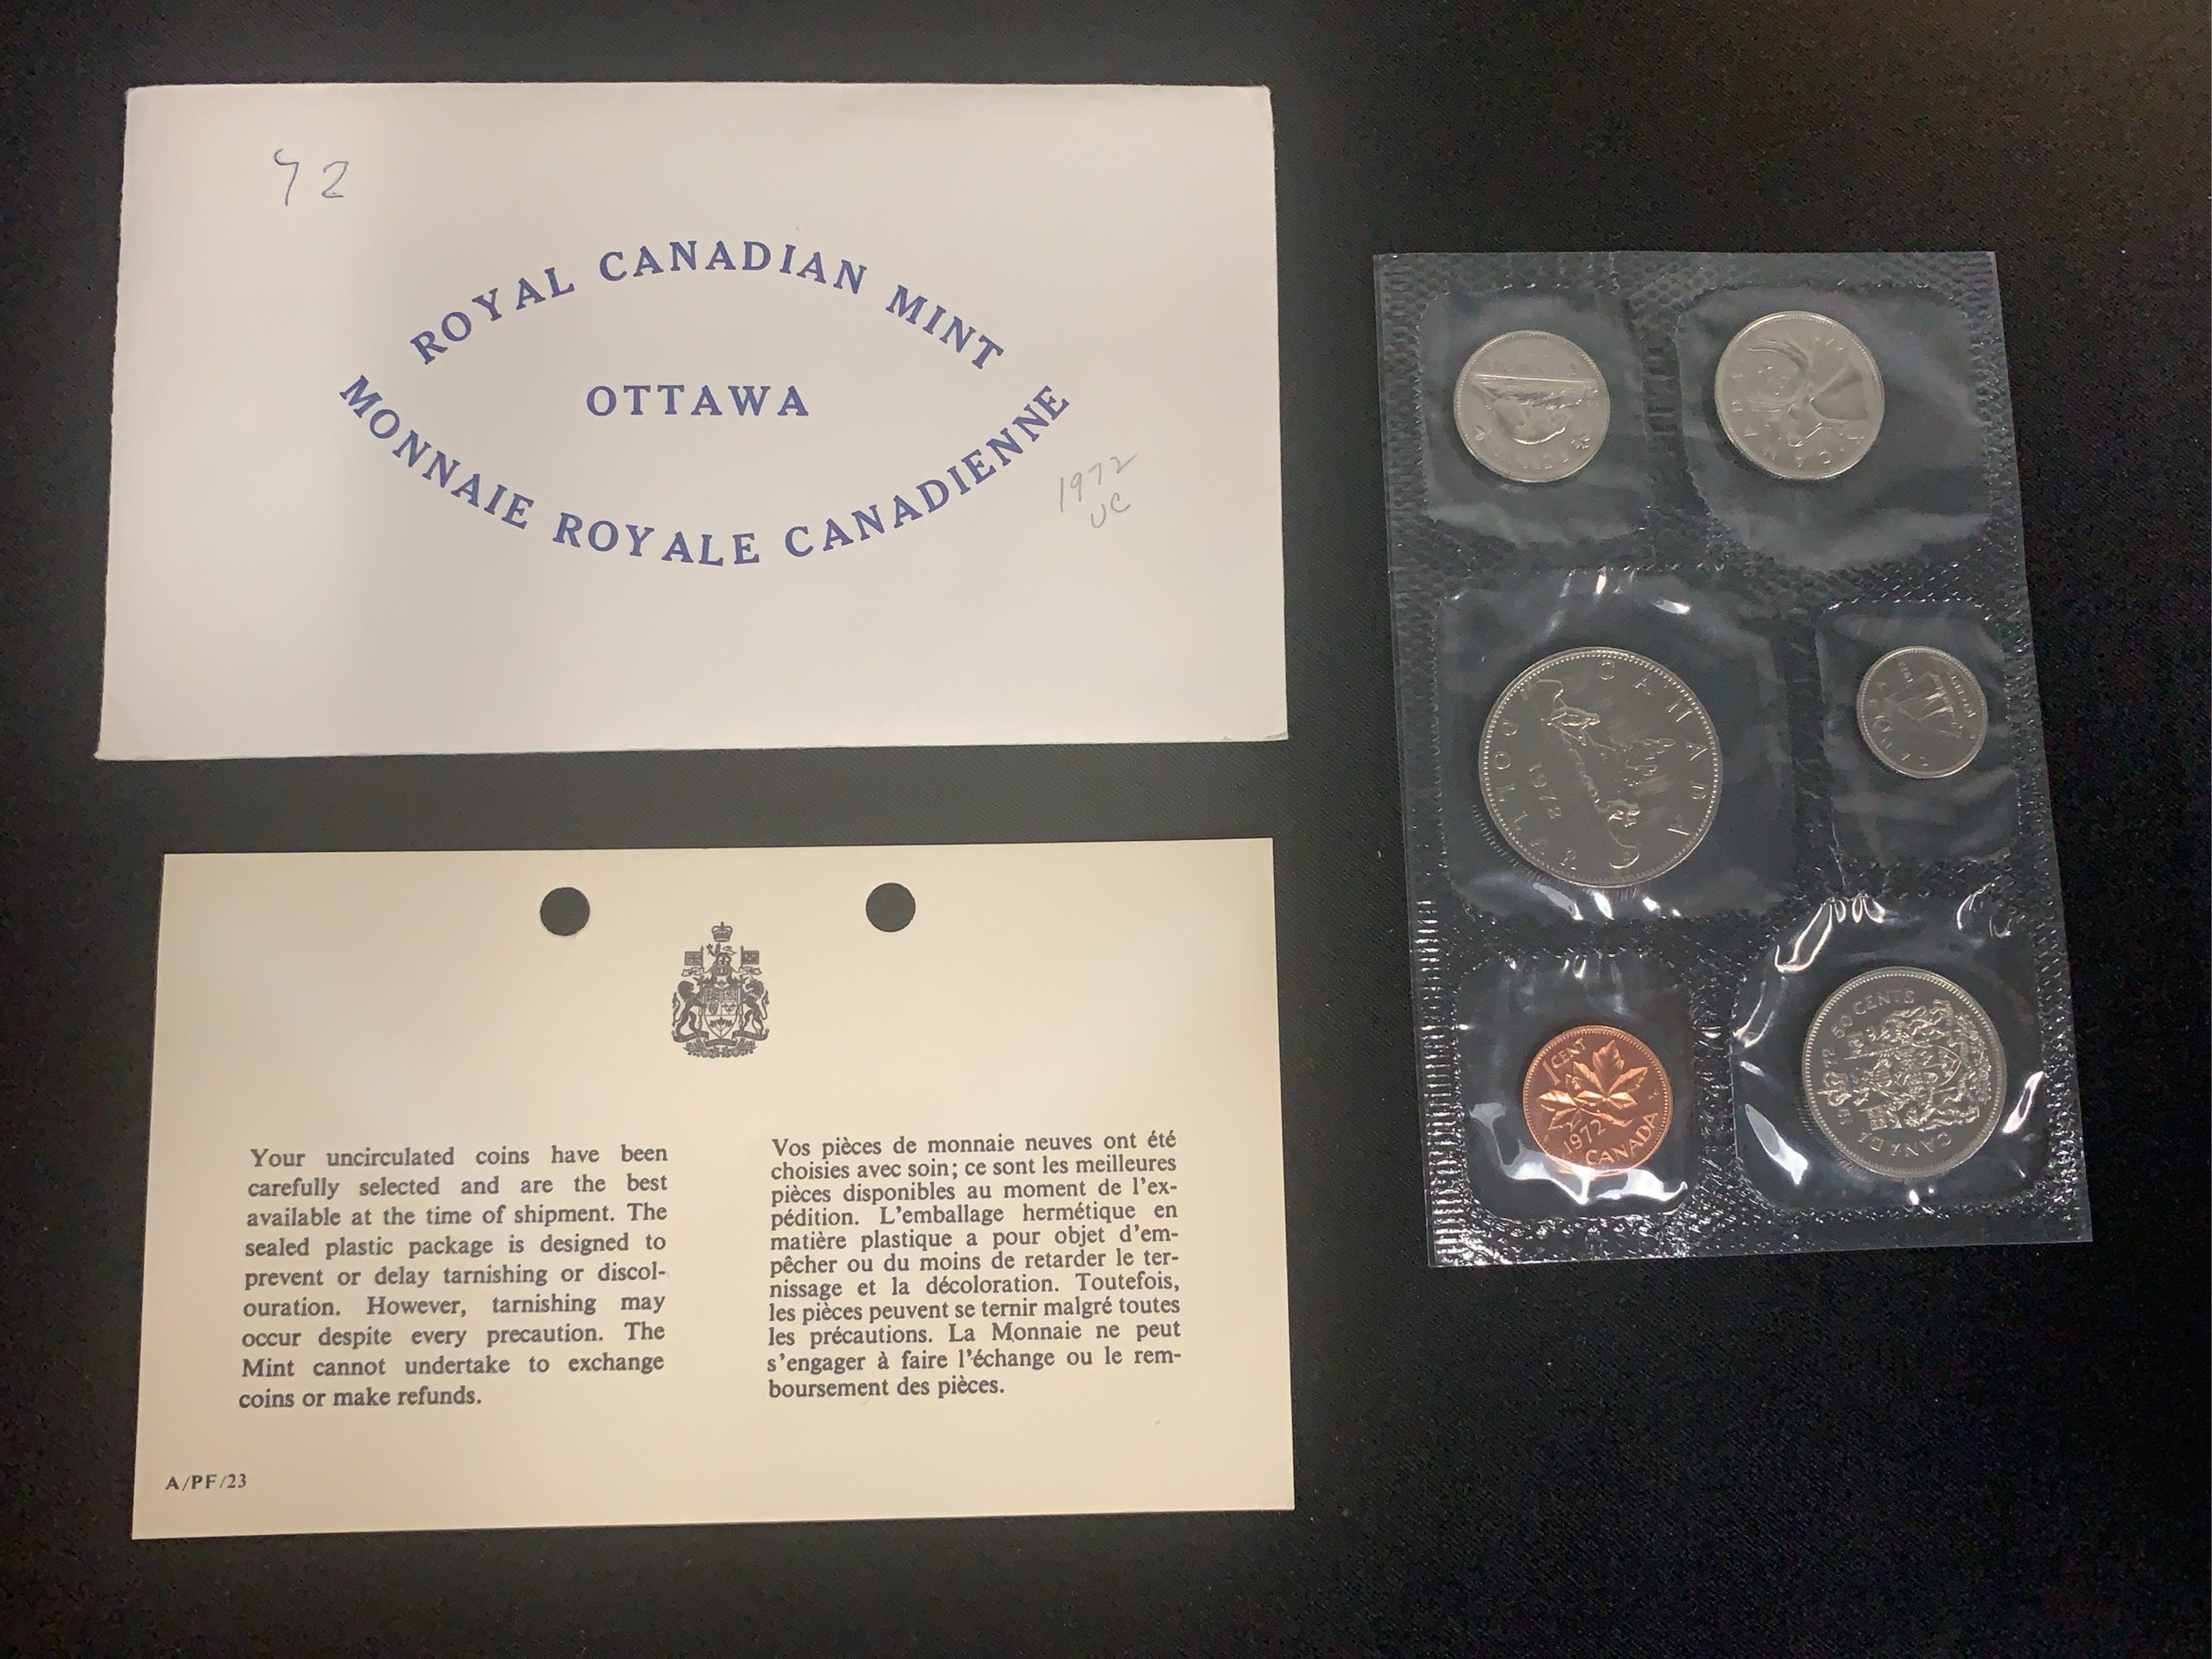 72
ROYAL CANADIAN MINT
OTTAWA
MONNAIE ROYALE CANADIENNE
1972
UC
Your uncirculated coins have been
carefully selected and are the best
available at the time of shipment. The
sealed plastic package is designed to
prevent or delay tarnishing or discol-
ouration. However, tarnishing may
occur despite every precaution. The
Mint cannot undertake to exchange
coins or make refunds.
Vos pièces de monnaie neuves ont été
choisies avec soin; ce sont les meilleures
pièces disponibles au moment de l'ex-
pédition. L'emballage hermétique en
matière plastique a pour objet d'em-
pêcher ou du moins de retarder le ter-
nissage et la décoloration. Toutefois,
les pièces peuvent se ternir malgré toutes
les précautions. La Monnaie ne peut
s'engager à faire l'échange ou le rem-
boursement des pièces.
A/PF/23
CANADA
CANADA
1972
DOLLAR
1 CENT
1972
CANADA
50 CENTS
1972
CANADA